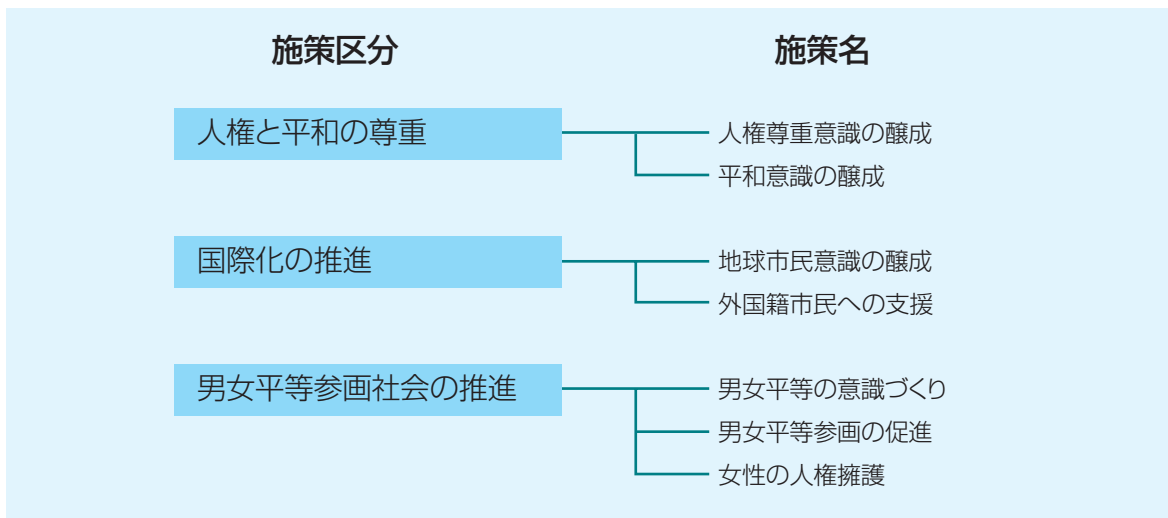 施策区分 施策名
人権と平和の尊重
人権尊重意識の醸成
平和意識の醸成
国際化の推進
地球市民意識の醸成
外国籍市民への支援
男女平等参画社会の推進
男女平等の意識づくり
男女平等参画の促進
女性の人権擁護